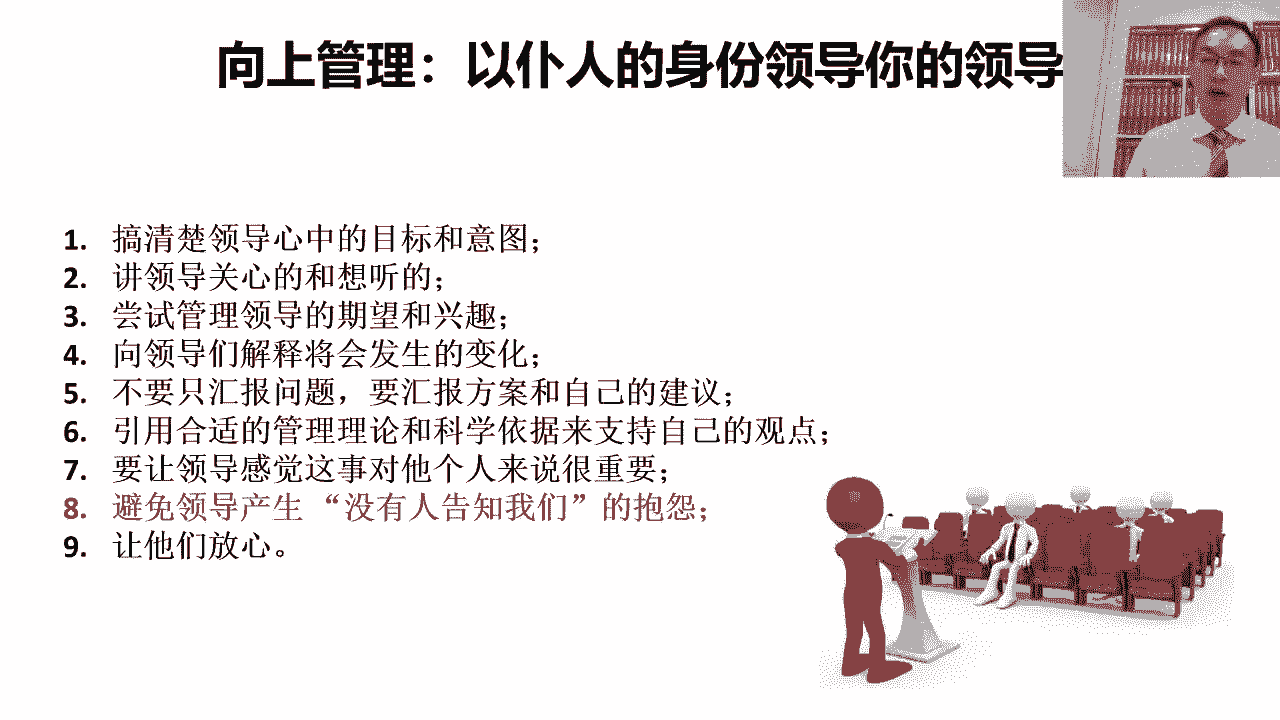 向上管理：以仆人的身份领导你的领导
1. 搞清楚领导心中的目标和意图；
2. 讲领导关心的和想听的；
3. 尝试管理领导的期望和兴趣；
4. 向领导们解释将会发生的变化；
5. 不要只汇报问题，要汇报方案和自己的建议；
6. 引用合适的管理理论和科学依据来支持自己的观点；
7. 要让领导感觉这事对他个人来说很重要；
8. 避免领导产生 “没有人告知我们”的抱怨；
9. 让他们放心。